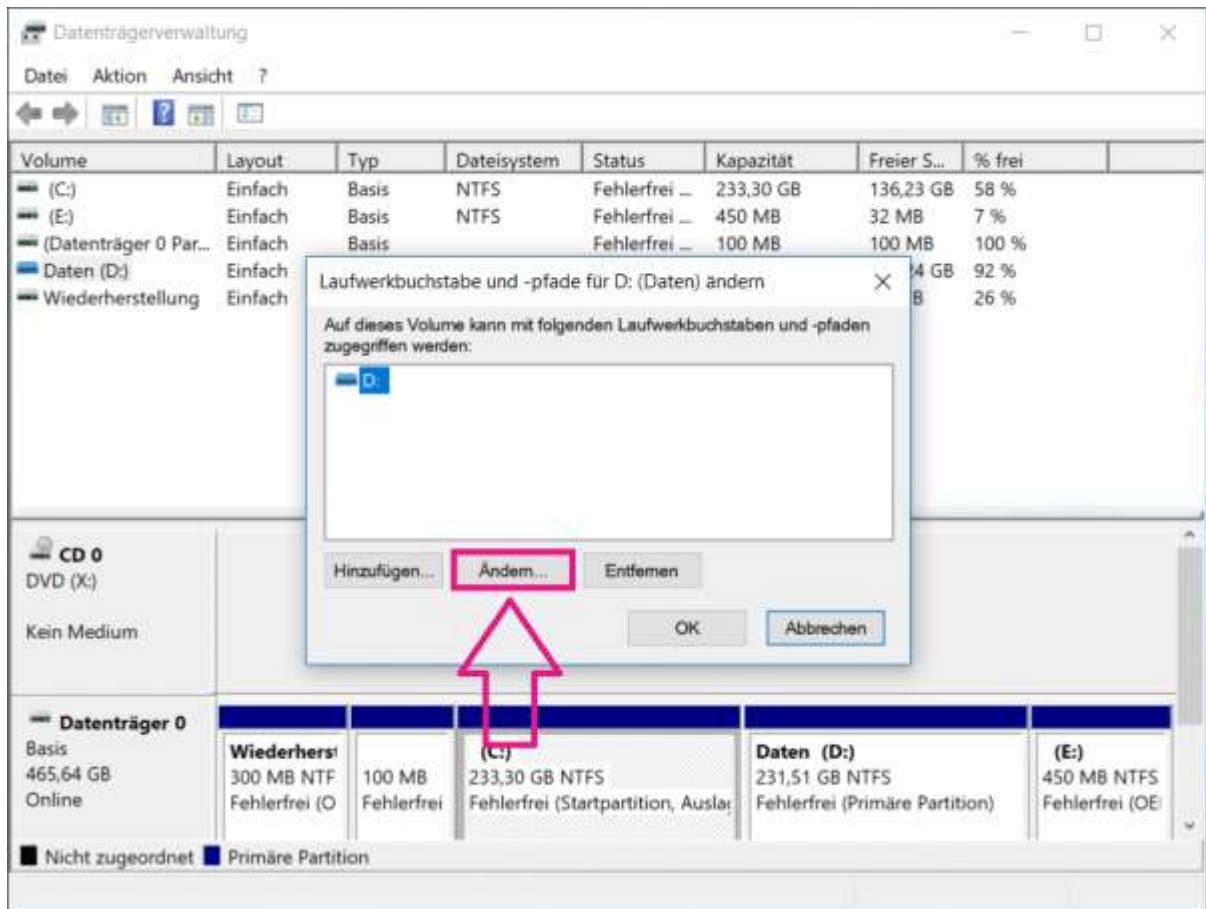 Datenträgerverwaltung
Datei Aktion Ansicht ?
Volume Layout Typ Dateisystem Status Kapazität Freier S... % frei
(C:) Einfach Basis NTFS Fehlerfrei ... 233,30 GB 136,23 GB 58 %
(E:) Einfach Basis NTFS Fehlerfrei ... 450 MB 32 MB 7 %
(Datenträger 0 Par... Einfach Basis Fehlerfrei ... 100 MB 100 MB 100 %
Daten (D:) Einfach 24 GB 92 %
Wiederherstellung Einfach B 26 %
Laufwerkbuchstabe und -pfade für D: (Daten) ändern
Auf dieses Volume kann mit folgenden Laufwerkbuchstaben und -pfaden
zugegriffen werden:
D:
Hinzufügen... Ändern... Entfernen
OK Abbrechen
CD 0
DVD (X:)
Kein Medium
Datenträger 0
Basis
465,64 GB
Online
Wiederherst
300 MB NTF
Fehlerfrei (O
100 MB
Fehlerfrei
(C:)
233,30 GB NTFS
Fehlerfrei (Startpartition, Auslag
Daten (D:)
231,51 GB NTFS
Fehlerfrei (Primäre Partition)
(E:)
450 MB NTFS
Fehlerfrei (OE
Nicht zugeordnet Primäre Partition